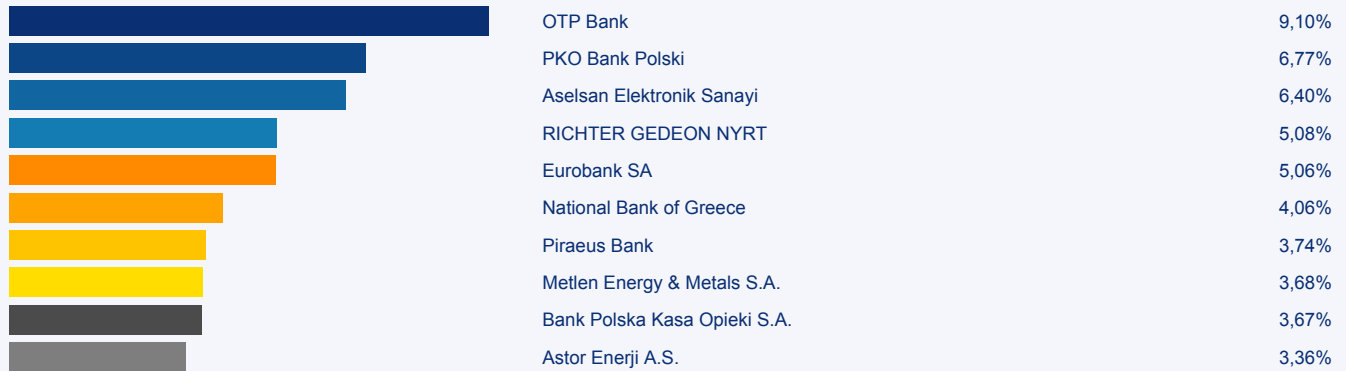 OTP Bank 9,10%
PKO Bank Polski 6,77%
Aselsan Elektronik Sanayi 6,40%
RICHTER GEDEON NYRT 5,08%
Eurobank SA 5,06%
National Bank of Greece 4,06%
Piraeus Bank 3,74%
Metlen Energy & Metals S.A. 3,68%
Bank Polska Kasa Opieki S.A. 3,67%
Astor Enerji A.S. 3,36%